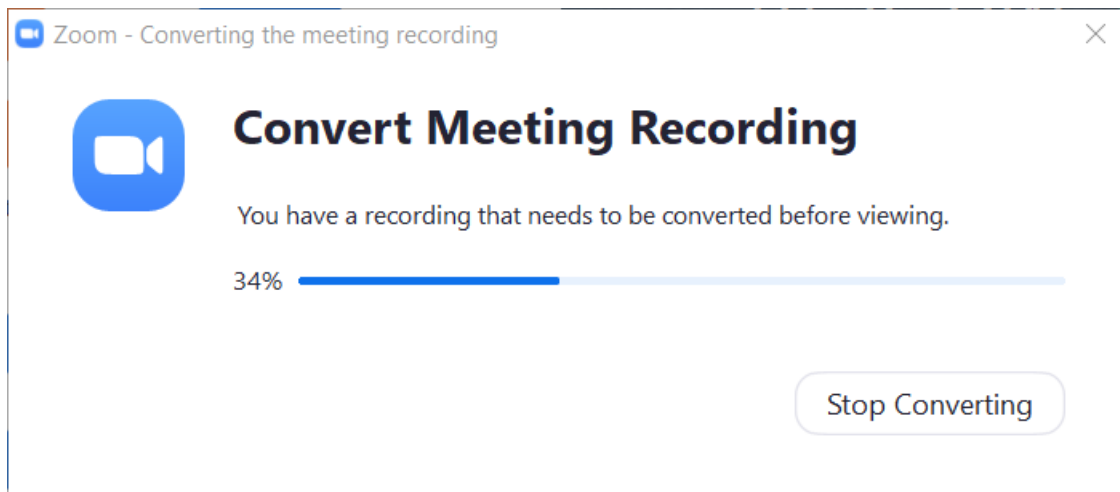 Zoom - Converting the meeting recording
Convert Meeting Recording
You have a recording that needs to be converted before viewing.
34%
Stop Converting